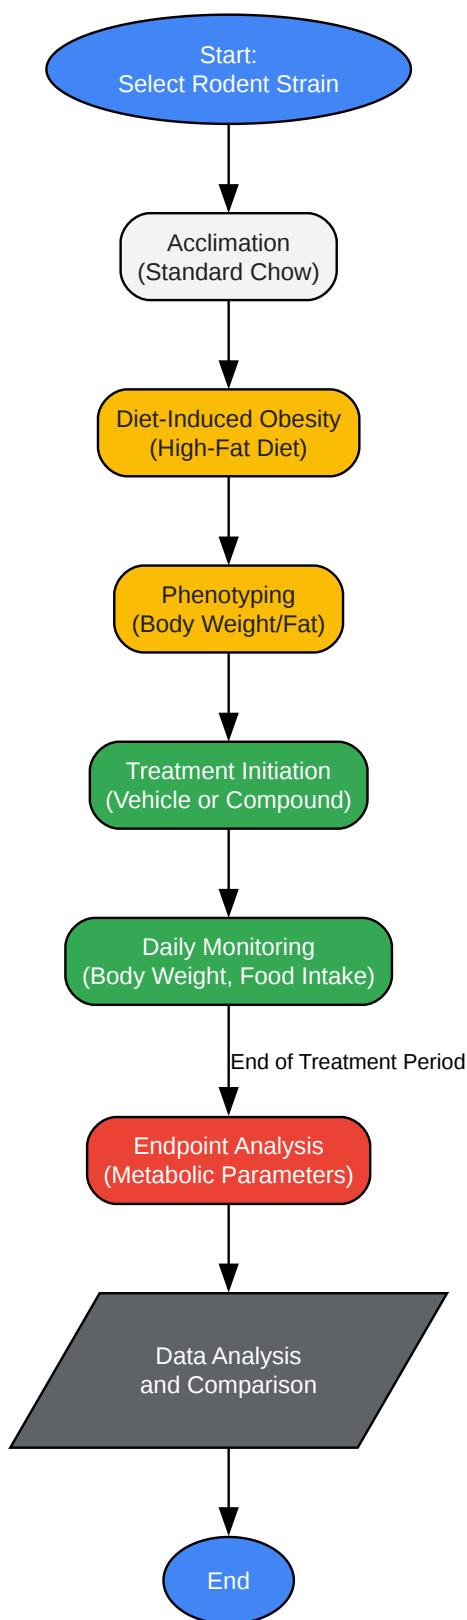 Start:
Select Rodent Strain
Acclimation
(Standard Chow)
Diet-Induced Obesity
(High-Fat Diet)
Phenotyping
(Body Weight/Fat)
Treatment Initiation
(Vehicle or Compound)
Daily Monitoring
(Body Weight, Food Intake)
End of Treatment Period
Endpoint Analysis
(Metabolic Parameters)
Data Analysis
and Comparison
End